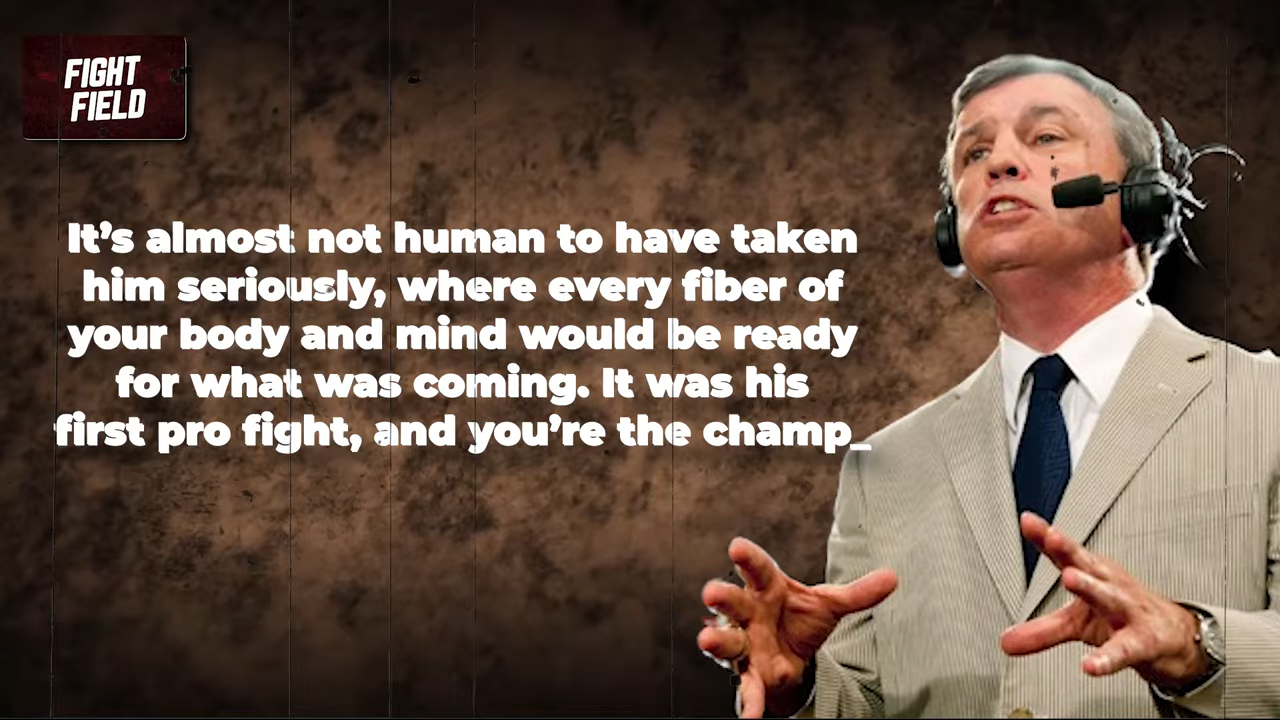 FIGHT
FIELD
It’s almost not human to have taken
him seriously, where every fiber of
your body and mind would be ready
for what was coming. It was his
first pro fight, and you’re the champ_